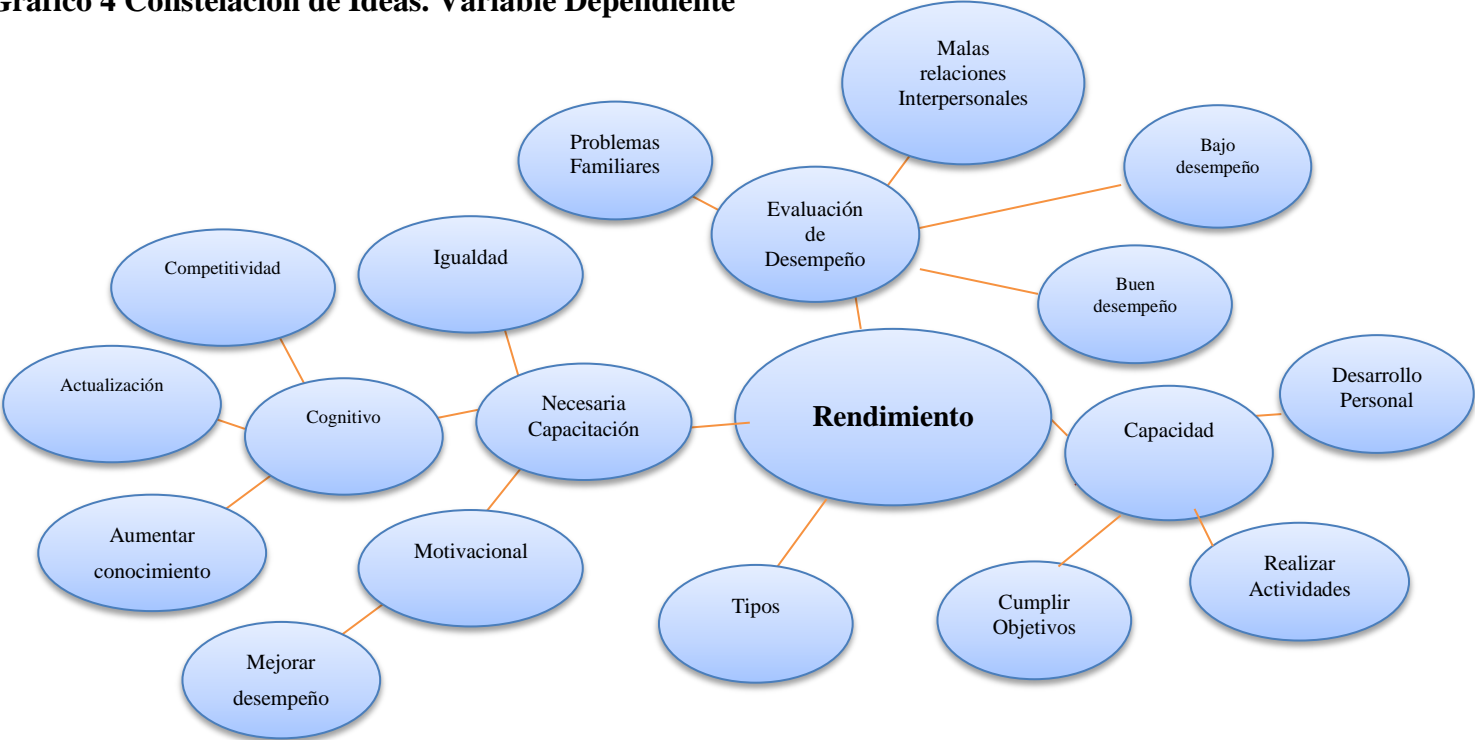 Gráfico 4 Constelación de Ideas. Variable Dependiente
Malas
relaciones
Interpersonales
Problemas
Familiares
Bajo
desempeño
Evaluación
de
Desempeño
Igualdad
Competitividad
Buen
desempeño
Desarrollo
Personal
Actualización
Cognitivo
Necesaria
Capacitación
Rendimiento
Capacidad
Aumentar
conocimiento
Motivacional
Tipos
Cumplir
Objetivos
Realizar
Actividades
Mejorar
desempeño